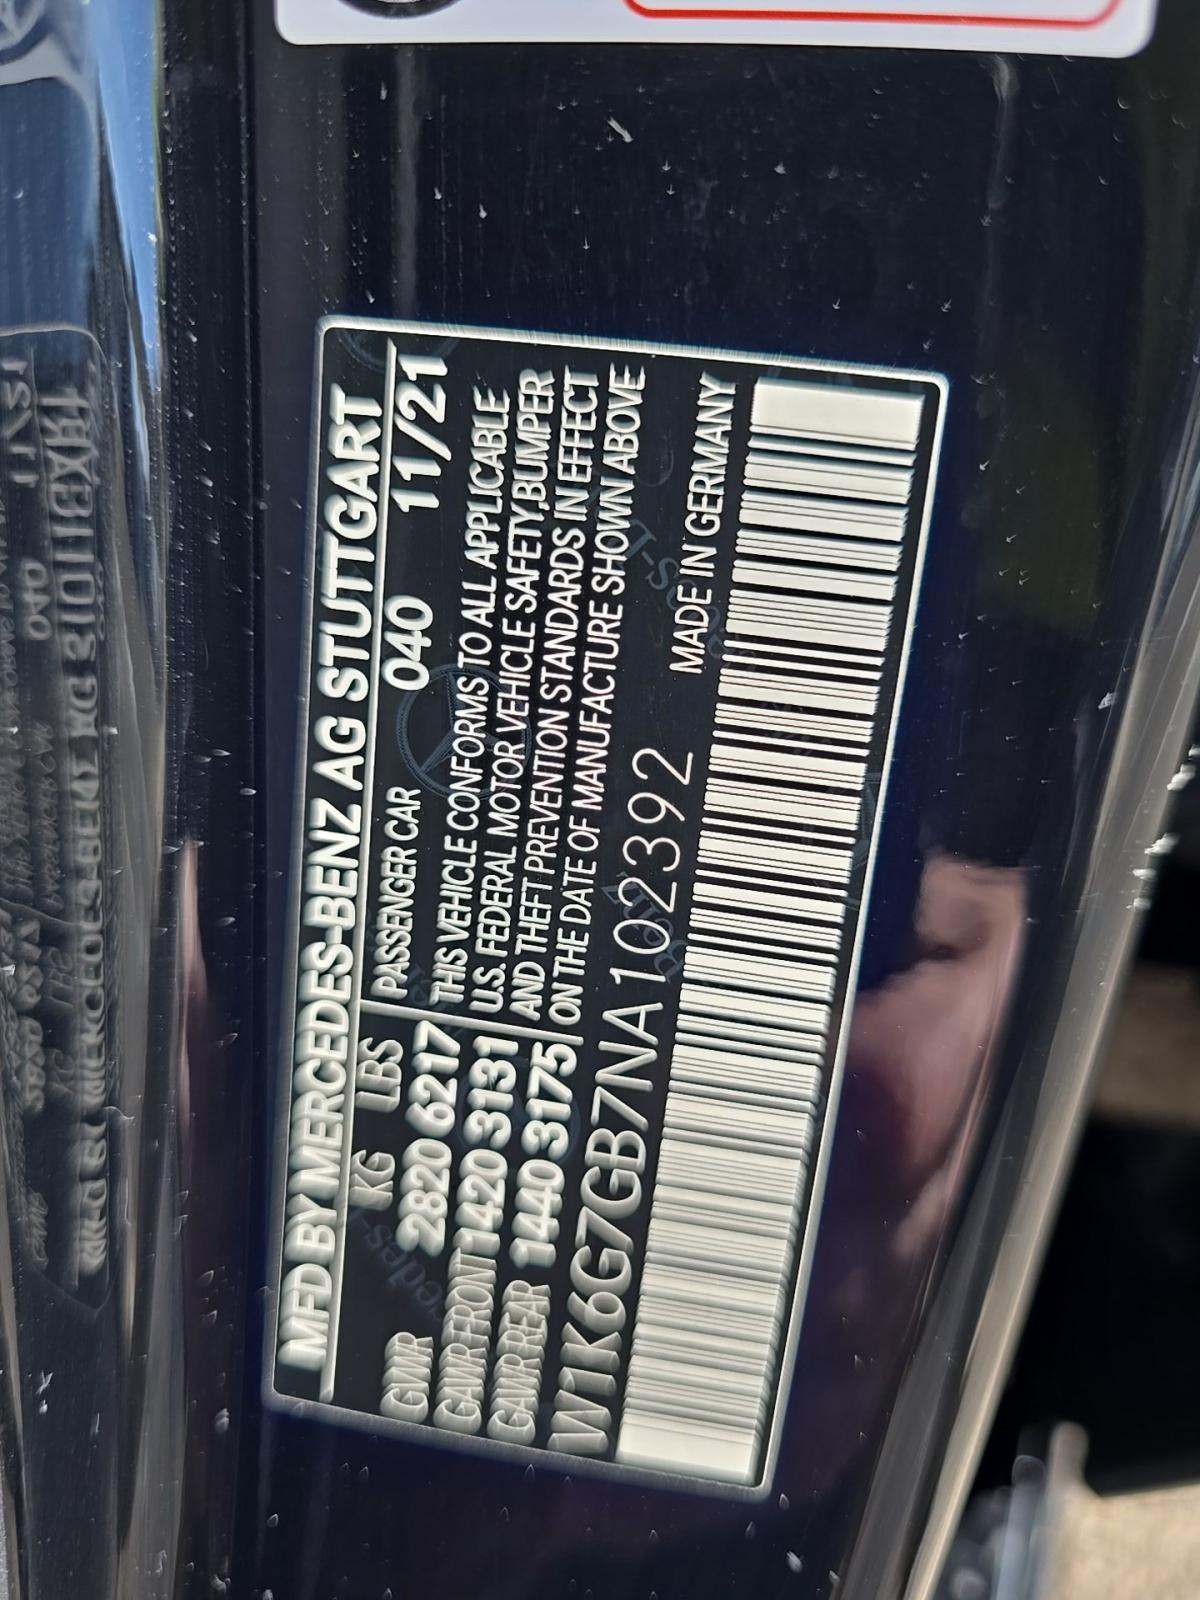 MFD BY MERCEDES-BENZ AG STUTTGART
KG LBS PASSENGER CAR 040 11/21
GVWR 2820 6217 THIS VEHICLE CONFORMS TO ALL APPLICABLE
GAWR FRONT 1420 3131 U.S. FEDERAL MOTOR VEHICLE SAFETY, BUMPER
GAWR REAR 1440 3175 AND THEFT PREVENTION STANDARDS IN EFFECT
ON THE DATE OF MANUFACTURE SHOWN ABOVE
W1K6G7GB7NA102392 MADE IN GERMANY